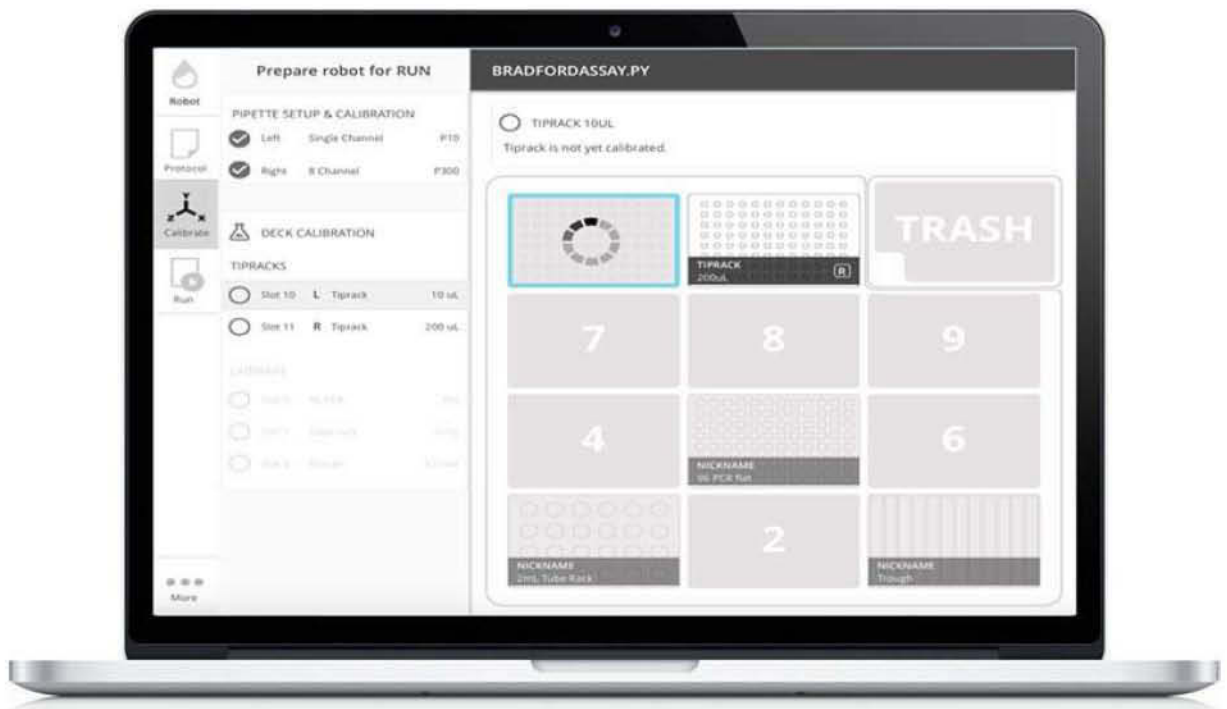 Robot
Protocol
Calibrate
Run
More
Prepare robot for RUN
PIPETTE SETUP & CALIBRATION
Left Single Channel P10
Right 8 Channel P300
DECK CALIBRATION
TIPRACKS
Slot 10 L Tiprack 10 uL
Slot 11 R Tiprack 200 uL
LABWARE
BRADFORDASSAY.PY
TIPRACK 10UL
Tiprack is not yet calibrated.
TIPRACK
200uL
R
TRASH
7
8
9
4
NICKNAME
96 PCR flat
6
NICKNAME
2mL Tube Rack
2
NICKNAME
Trough